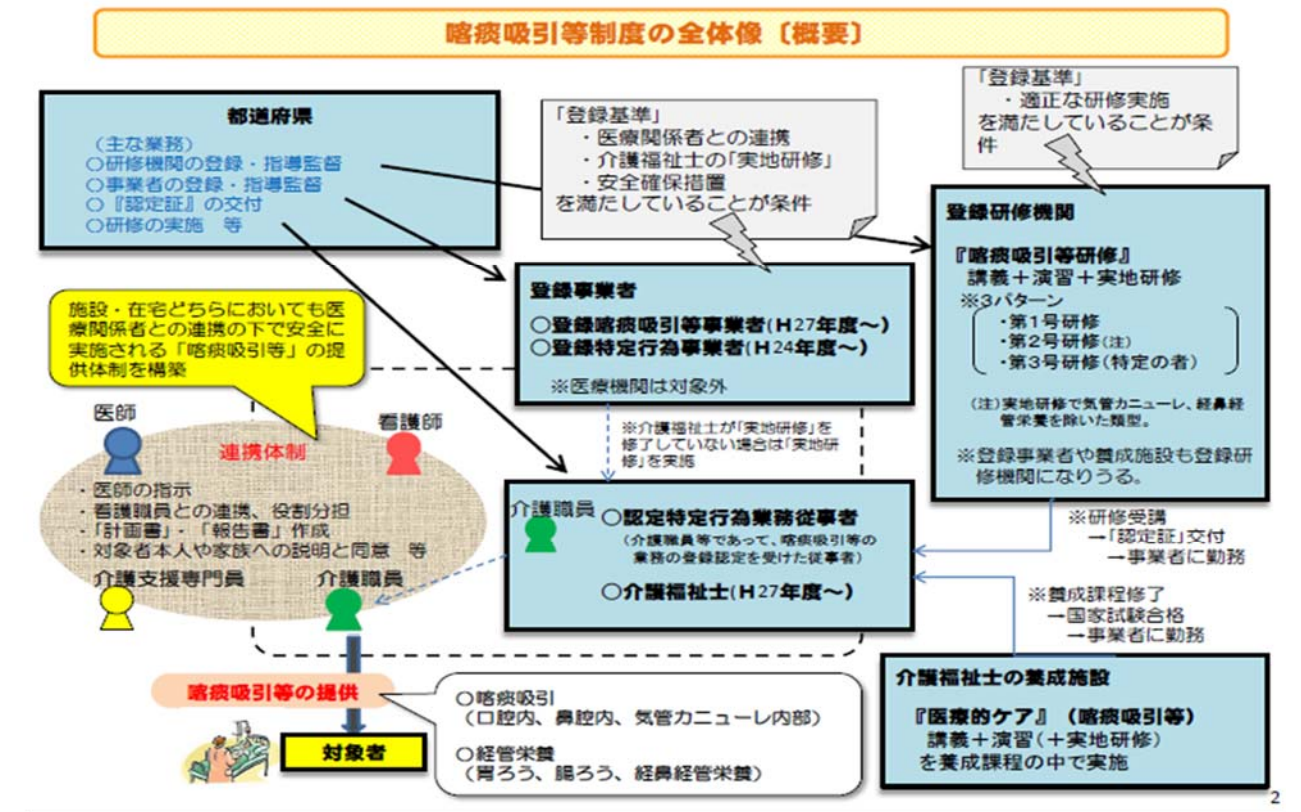 喀痰吸引等制度の全体像〔概要〕
都道府県
(主な業務)
○研修機関の登録・指導監督
○事業者の登録・指導監督
○『認定証』の交付
○研修の実施　等
「登録基準」
・医療関係者との連携
・介護福祉士の「実地研修」
・安全確保措置
を満たしていることが条件
「登録基準」
・適正な研修実施
を満たしていることが条
件
登録研修機関
『喀痰吸引等研修』
講義+演習+実地研修
※3パターン
・第1号研修
・第2号研修(注)
・第3号研修(特定の者)
(注)実地研修で気管カニューレ、経鼻経
管栄養を除いた類型。
※登録事業者や養成施設も登録研
修機関になりうる。
登録事業者
○登録喀痰吸引等事業者(H27年度~)
○登録特定行為事業者(H24年度~)
※医療機関は対象外
施設・在宅どちらにおいても医
療関係者との連携の下で安全に
実施される「喀痰吸引等」の提
供体制を構築
医師
看護師
連携体制
・医師の指示
・看護職員との連携、役割分担
・「計画書」・「報告書」作成
・対象者本人や家族への説明と同意　等
介護支援専門員
介護職員
※介護福祉士が「実地研修」を
修了していない場合は「実地研
修」を実施
介護職員
○認定特定行為業務従事者
(介護職員等であって、喀痰吸引等の
業務の登録認定を受けた従事者)
○介護福祉士(H27年度~)
※研修受講
→「認定証」交付
→事業者に勤務
※養成課程修了
→国家試験合格
→事業者に勤務
介護福祉士の養成施設
『医療的ケア』(喀痰吸引等)
講義+演習(+実地研修)
を養成課程の中で実施
喀痰吸引等の提供
対象者
○喀痰吸引
(口腔内、鼻腔内、気管カニューレ内部)
○経管栄養
(胃ろう、腸ろう、経鼻経管栄養)
2